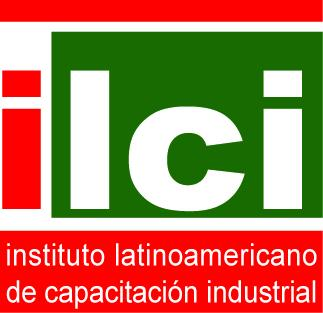 ilci
instituto latinoamericano
de capacitación industrial